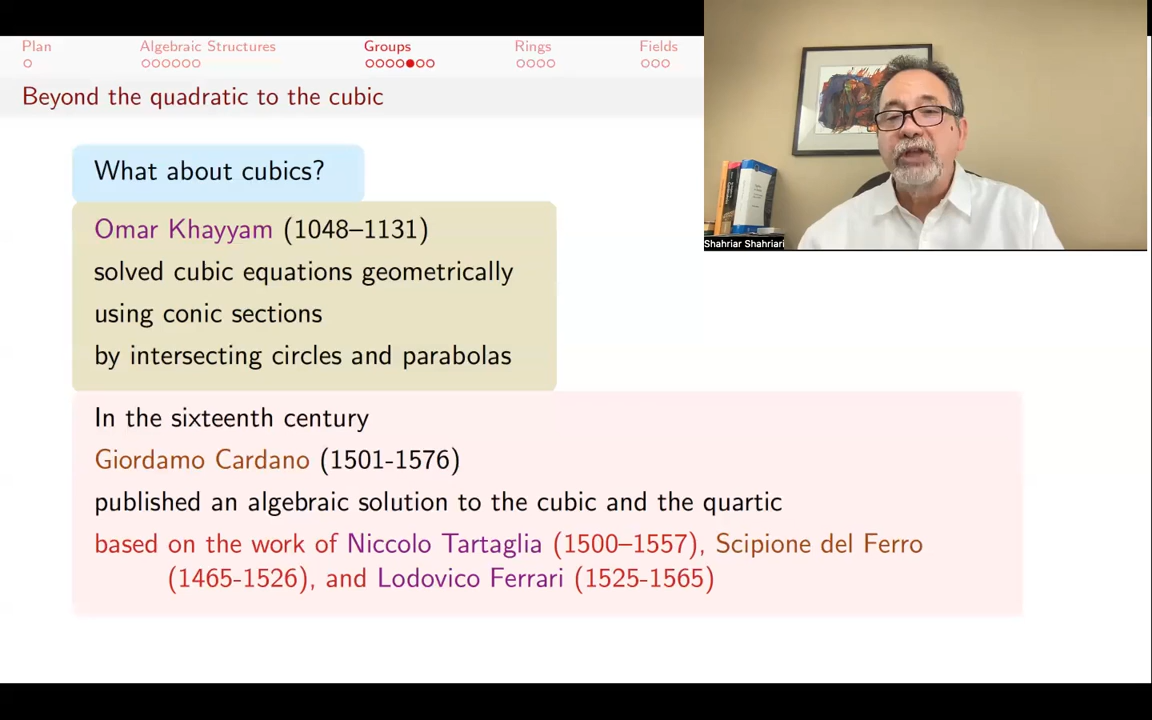 Plan Algebraic Structures Groups Rings Fields
Beyond the quadratic to the cubic
What about cubics?
Omar Khayyam (1048–1131)
solved cubic equations geometrically
using conic sections
by intersecting circles and parabolas
In the sixteenth century
Giordamo Cardano (1501-1576)
published an algebraic solution to the cubic and the quartic
based on the work of Niccolo Tartaglia (1500–1557), Scipione del Ferro
(1465-1526), and Lodovico Ferrari (1525-1565)
Shahriar Shahriari